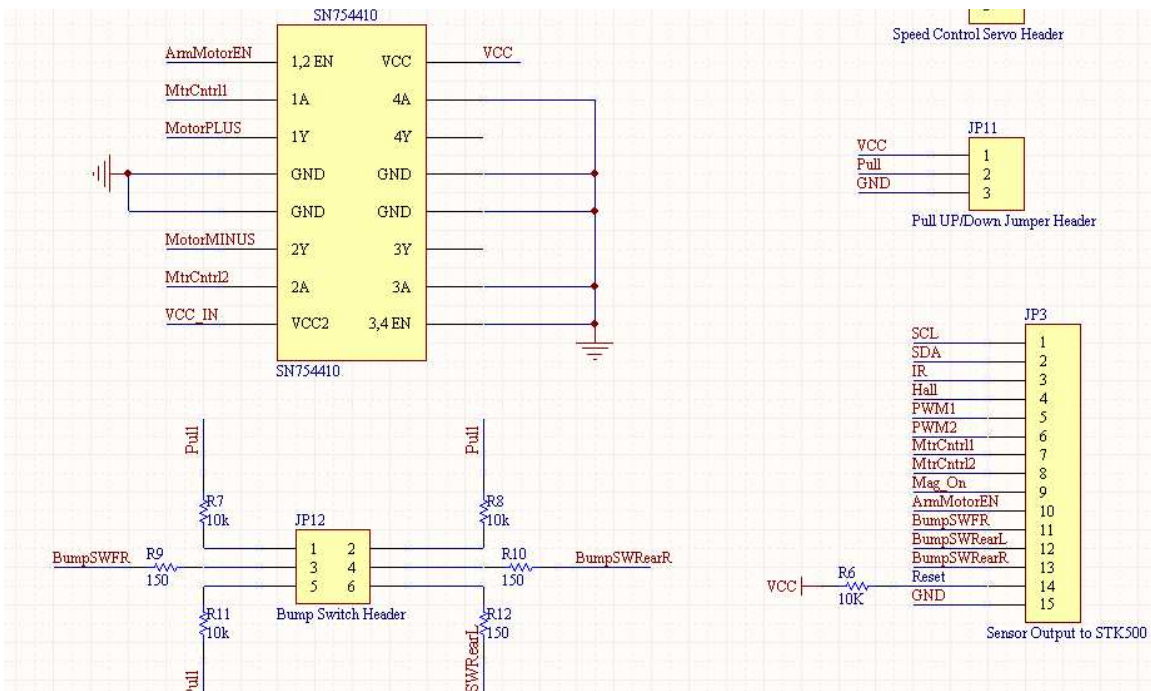 SN754410
ArmMotorEN
1,2 EN
VCC
VCC
MtrCntrl1
1A
4A
MotorPLUS
1Y
4Y
GND
GND
GND
GND
MotorMINUS
2Y
3Y
MtrCntrl2
2A
3A
VCC_IN
VCC2
3,4 EN
SN754410
Speed Control Servo Header
JP11
VCC
1
Pull
2
GND
3
Pull UP/Down Jumper Header
JP3
SCL
1
SDA
2
IR
3
Hall
4
PWM1
5
PWM2
6
MtrCntrl1
7
MtrCntrl2
8
Mag_On
9
ArmMotorEN
10
BumpSWFR
11
BumpSWRearL
12
BumpSWRearR
13
VCC
R6
10K
Reset
14
GND
15
Sensor Output to STK500
Pull
Pull
R7
10k
R8
10k
JP12
1 2
3 4
5 6
BumpSWFR
R9
150
R10
150
BumpSWRearR
R11
10k
Bump Switch Header
R12
150
Pull
SWRearL